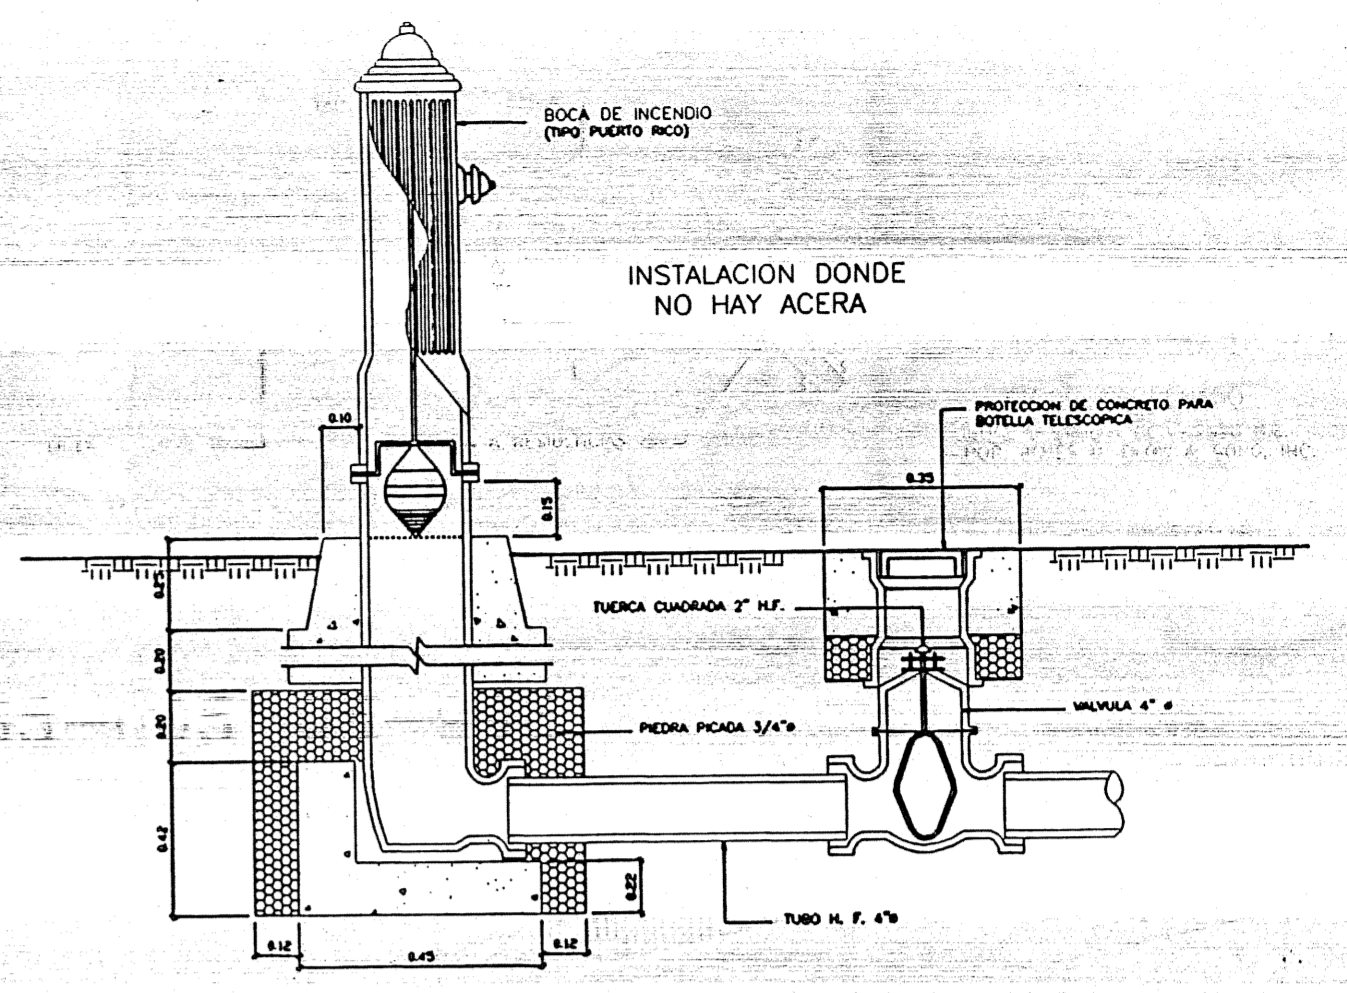 BOCA DE INCENDIO
(TIPO PUERTO RICO)
INSTALACION DONDE
NO HAY ACERA
PROTECCION DE CONCRETO PARA
BOTELLA TELESCOPICA
0.10
0.35
0.15
0.25
TUERCA CUADRADA 2" H.F.
0.20
0.20
VALVULA 4" ø
PIEDRA PICADA 3/4"ø
0.42
0.22
TUBO H. F. 4"ø
0.12
0.45
0.12